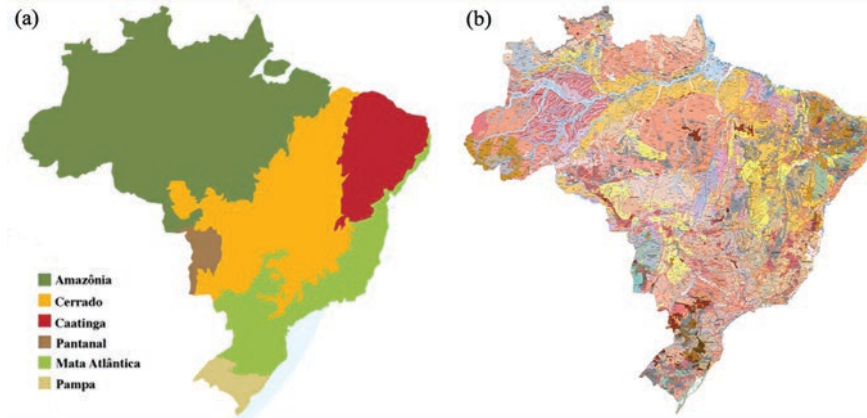 (a)
Amazônia
Cerrado
Caatinga
Pantanal
Mata Atlântica
Pampa
(b)